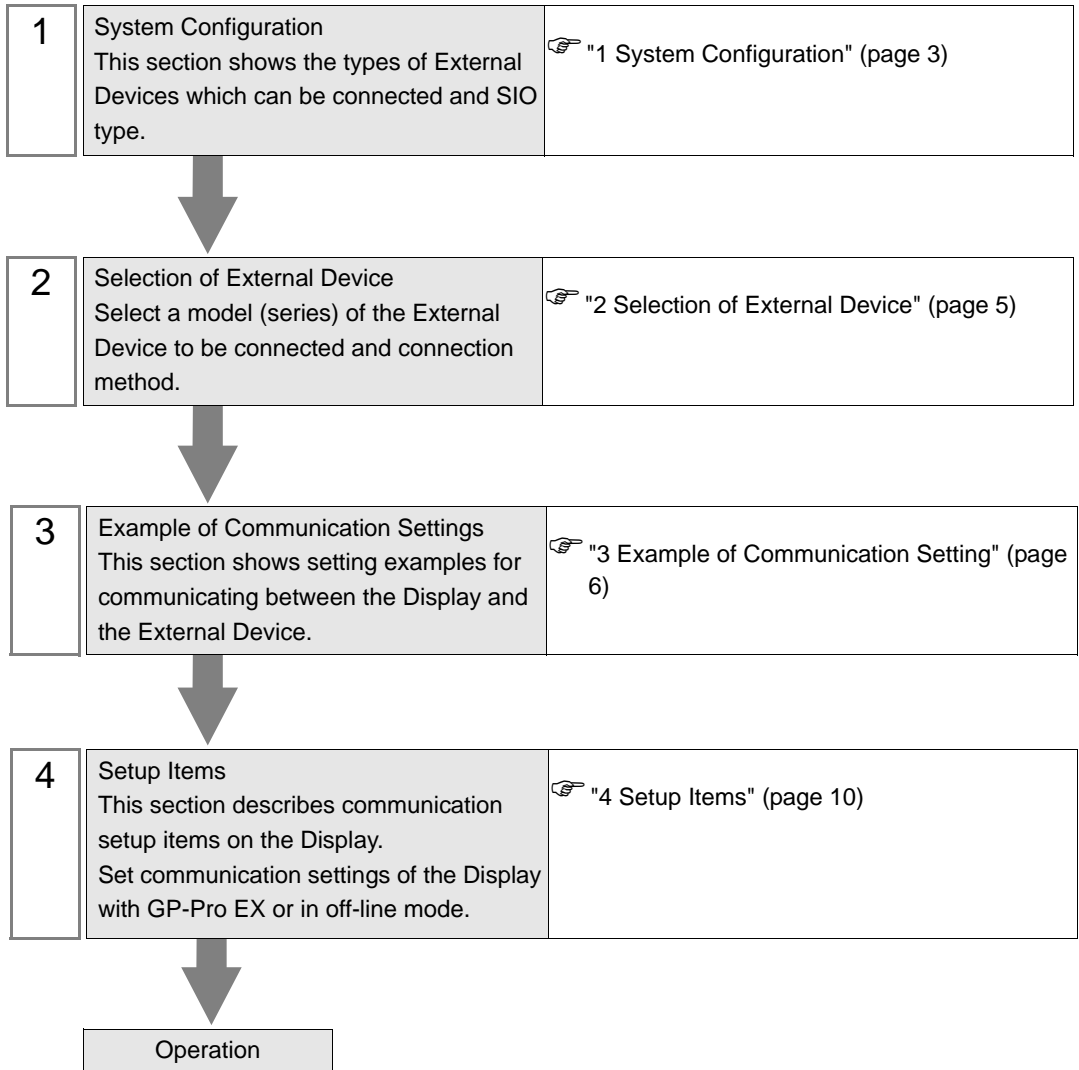 1
System Configuration
This section shows the types of External
Devices which can be connected and SIO
type.
"1 System Configuration" (page 3)
2
Selection of External Device
Select a model (series) of the External
Device to be connected and connection
method.
"2 Selection of External Device" (page 5)
3
Example of Communication Settings
This section shows setting examples for
communicating between the Display and
the External Device.
"3 Example of Communication Setting" (page
6)
4
Setup Items
This section describes communication
setup items on the Display.
Set communication settings of the Display
with GP-Pro EX or in off-line mode.
"4 Setup Items" (page 10)
Operation